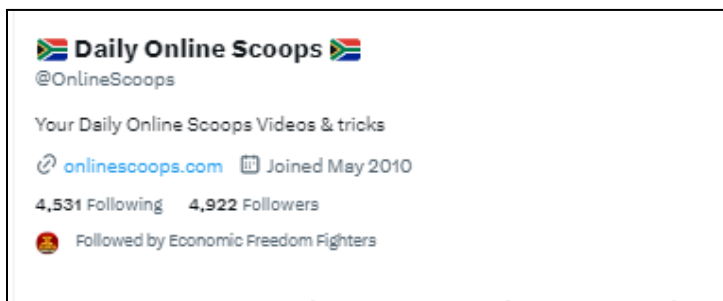 🇿🇦 Daily Online Scoops 🇿🇦
@OnlineScoops
Your Daily Online Scoops Videos & tricks
onlinescoops.com Joined May 2010
4,531 Following 4,922 Followers
Followed by Economic Freedom Fighters